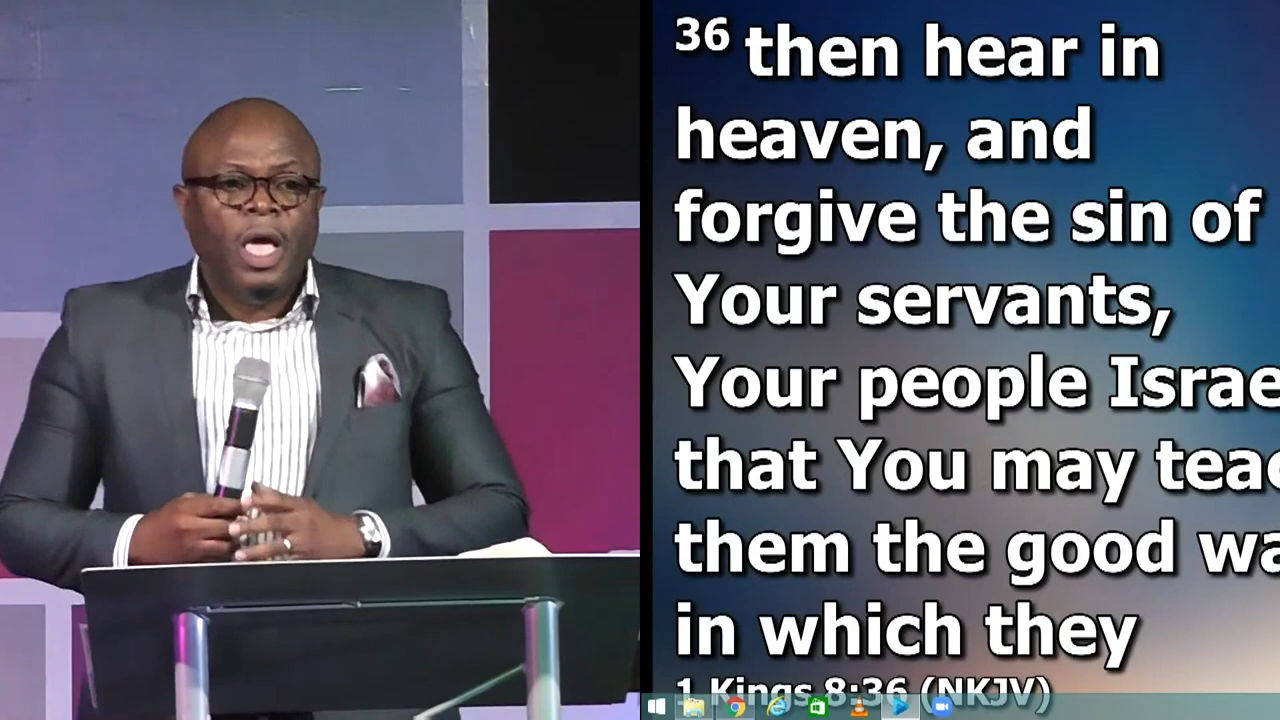 36 then hear in
heaven, and
forgive the sin of
Your servants,
Your people Israe
that You may teac
them the good wa
in which they
1 Kings 8:36 (NKJV)